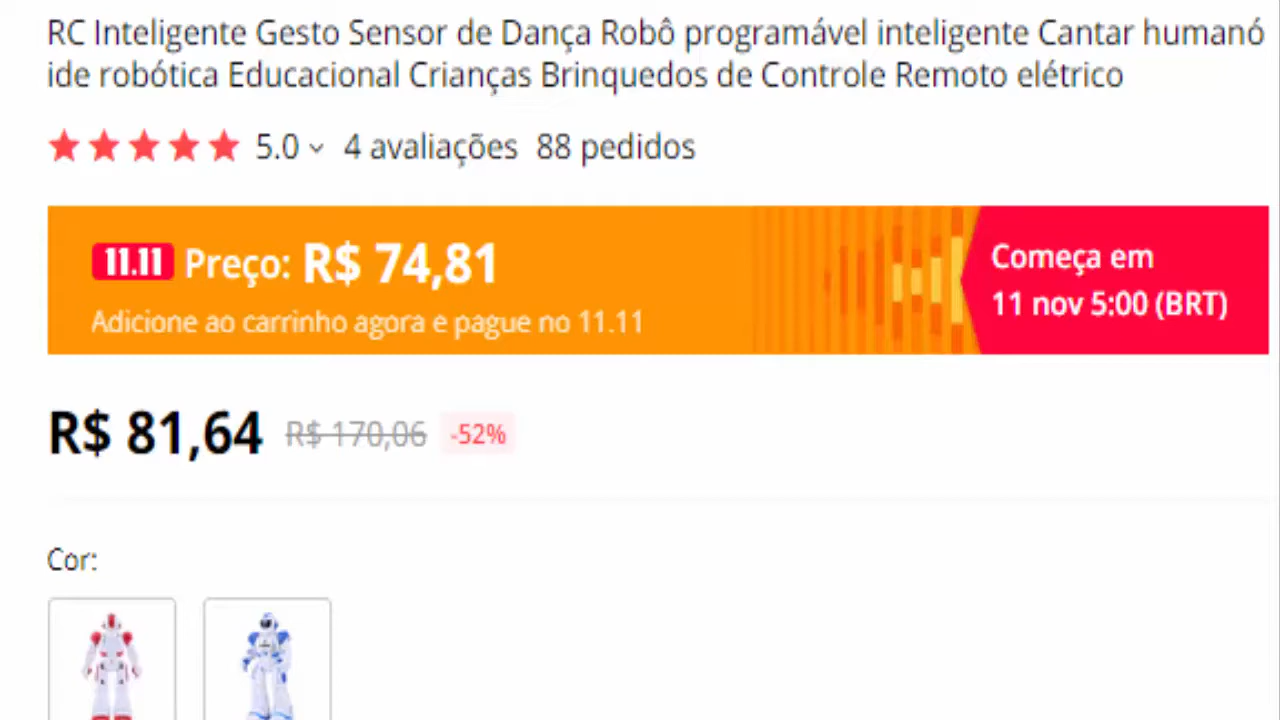 RC Inteligente Gesto Sensor de Dança Robô programável inteligente Cantar humanó
ide robótica Educacional Crianças Brinquedos de Controle Remoto elétrico
5.0 4 avaliações 88 pedidos
11.11 Preço: R$ 74,81
Adicione ao carrinho agora e pague no 11.11
Começa em
11 nov 5:00 (BRT)
R$ 81,64 R$ 170,06 -52%
Cor: